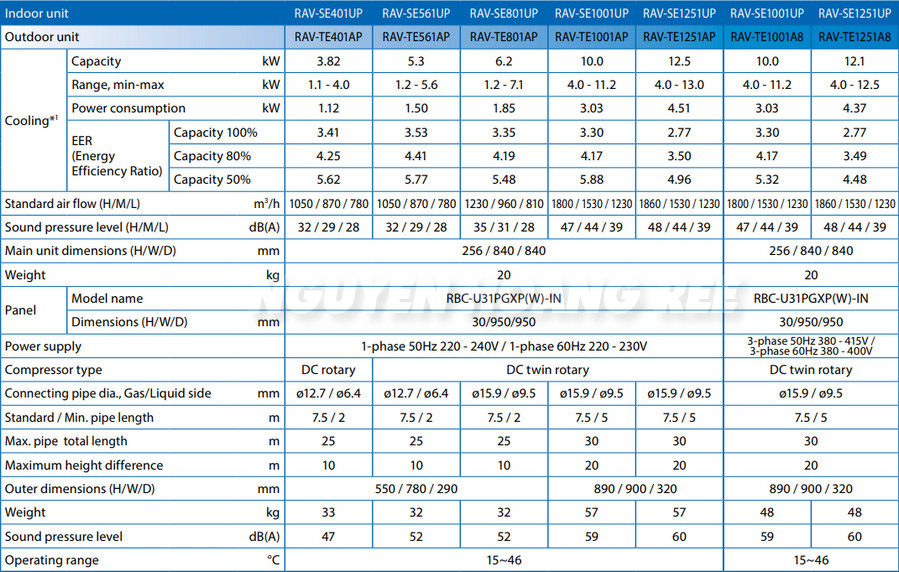 Indoor unit RAV-SE401UP RAV-SE561UP RAV-SE801UP RAV-SE1001UP RAV-SE1251UP RAV-SE1001UP RAV-SE1251UP
Outdoor unit RAV-TE401AP RAV-TE561AP RAV-TE801AP RAV-TE1001AP RAV-TE1251AP RAV-TE1001A8 RAV-TE1251A8
Cooling*1
Capacity kW 3.82 5.3 6.2 10.0 12.5 10.0 12.1
Range, min-max kW 1.1 - 4.0 1.2 - 5.6 1.2 - 7.1 4.0 - 11.2 4.0 - 13.0 4.0 - 11.2 4.0 - 12.5
Power consumption kW 1.12 1.50 1.85 3.03 4.51 3.03 4.37
EER
(Energy
Efficiency Ratio)
Capacity 100% 3.41 3.53 3.35 3.30 2.77 3.30 2.77
Capacity 80% 4.25 4.41 4.19 4.17 3.50 4.17 3.49
Capacity 50% 5.62 5.77 5.48 5.88 4.96 5.32 4.48
Standard air flow (H/M/L) m³/h 1050 / 870 / 780 1050 / 870 / 780 1230 / 960 / 810 1800 / 1530 / 1230 1860 / 1530 / 1230 1800 / 1530 / 1230 1860 / 1530 / 1230
Sound pressure level (H/M/L) dB(A) 32 / 29 / 28 32 / 29 / 28 35 / 31 / 28 47 / 44 / 39 48 / 44 / 39 47 / 44 / 39 48 / 44 / 39
Main unit dimensions (H/W/D) mm 256 / 840 / 840 256 / 840 / 840
Weight kg 20 20
NGUYEN HOANG REE
Panel
Model name RBC-U31PGXP(W)-IN RBC-U31PGXP(W)-IN
Dimensions (H/W/D) mm 30/950/950 30/950/950
Power supply 1-phase 50Hz 220 - 240V / 1-phase 60Hz 220 - 230V 3-phase 50Hz 380 - 415V /
3-phase 60Hz 380 - 400V
Compressor type DC rotary DC twin rotary DC twin rotary
Connecting pipe dia., Gas/Liquid side mm ø12.7 / ø6.4 ø12.7 / ø6.4 ø15.9 / ø9.5 ø15.9 / ø9.5 ø15.9 / ø9.5 ø15.9 / ø9.5
Standard / Min. pipe length m 7.5 / 2 7.5 / 2 7.5 / 2 7.5 / 5 7.5 / 5 7.5 / 5
Max. pipe total length m 25 25 25 30 30 30
Maximum height difference m 10 10 10 20 20 20
Outer dimensions (H/W/D) mm 550 / 780 / 290 890 / 900 / 320 890 / 900 / 320
Weight kg 33 32 32 57 57 48 48
Sound pressure level dB(A) 47 52 52 59 60 59 60
Operating range °C 15~46 15~46